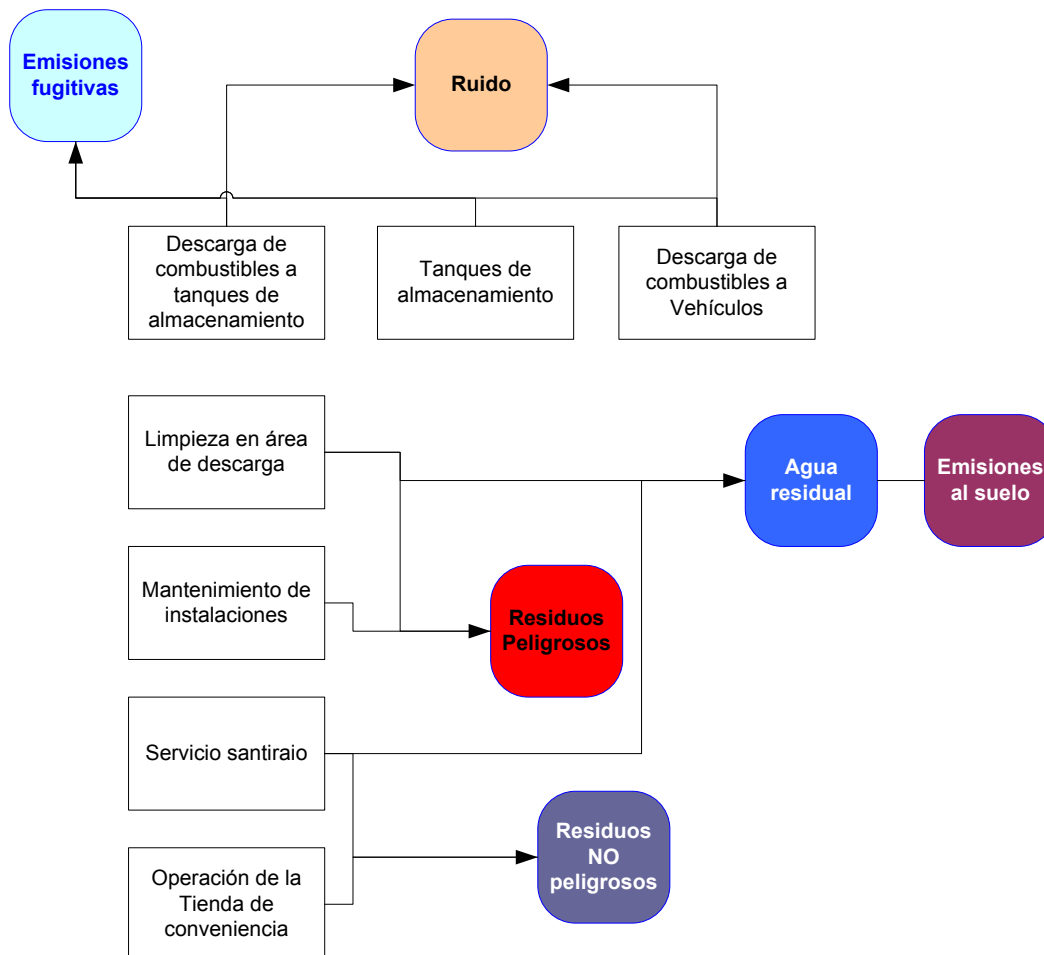 Emisiones
fugitivas
Ruido
Descarga de
combustibles a
tanques de
almacenamiento
Tanques de
almacenamiento
Descarga de
combustibles a
Vehículos
Limpieza en área
de descarga
Agua
residual
Emisiones
al suelo
Mantenimiento de
instalaciones
Residuos
Peligrosos
Servicio santiraio
Residuos
NO
peligrosos
Operación de la
Tienda de
conveniencia